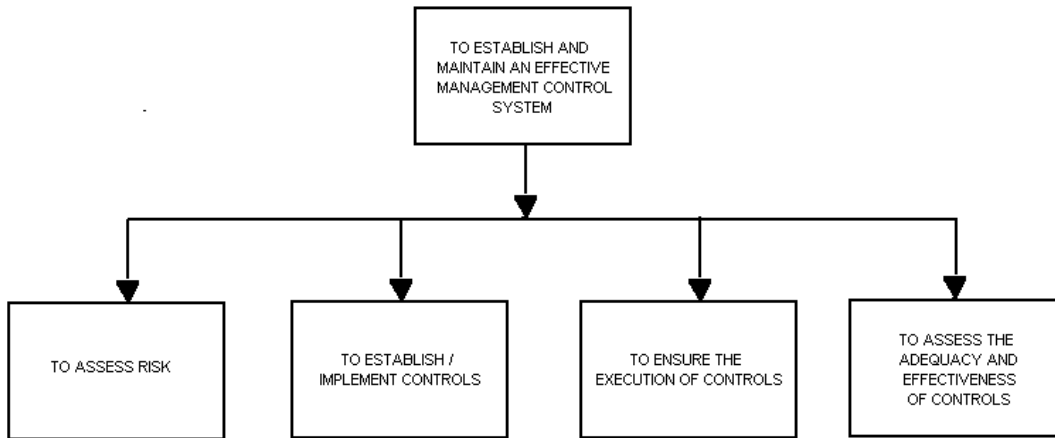 TO ESTABLISH AND
MAINTAIN AN EFFECTIVE
MANAGEMENT CONTROL
SYSTEM
TO ASSESS RISK
TO ESTABLISH /
IMPLEMENT CONTROLS
TO ENSURE THE
EXECUTION OF CONTROLS
TO ASSESS THE
ADEQUACY AND
EFFECTIVENESS
OF CONTROLS